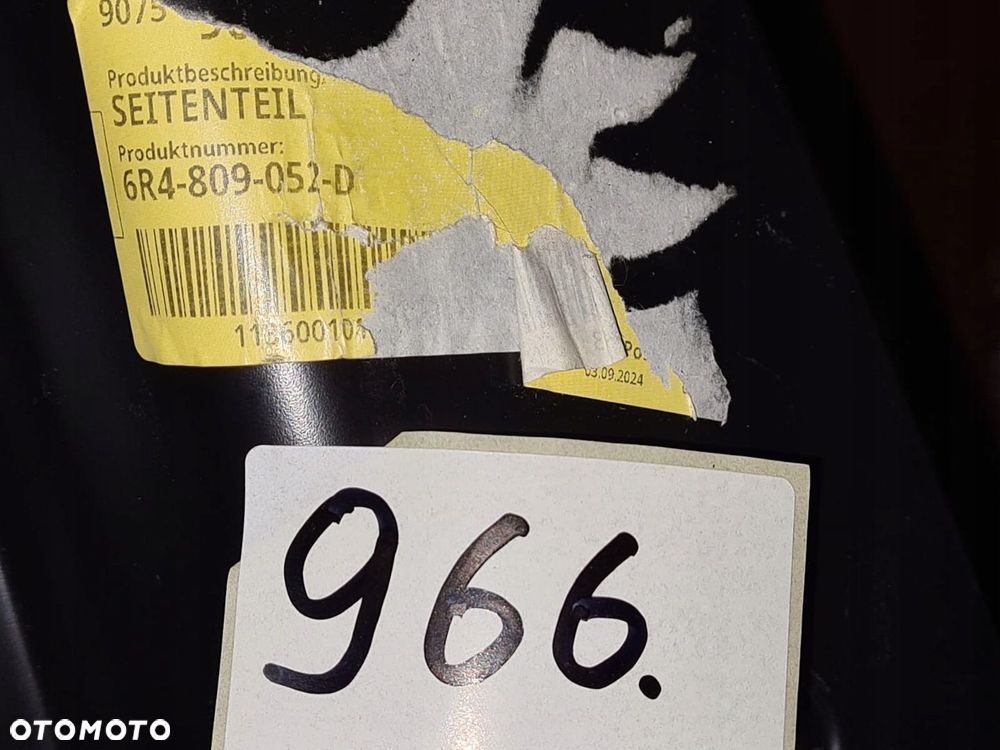 9075
Produktbeschreibung:
SEITENTEIL
Produktnummer:
6R4-809-052-D
03.09.2024
966.
OTOMOTO